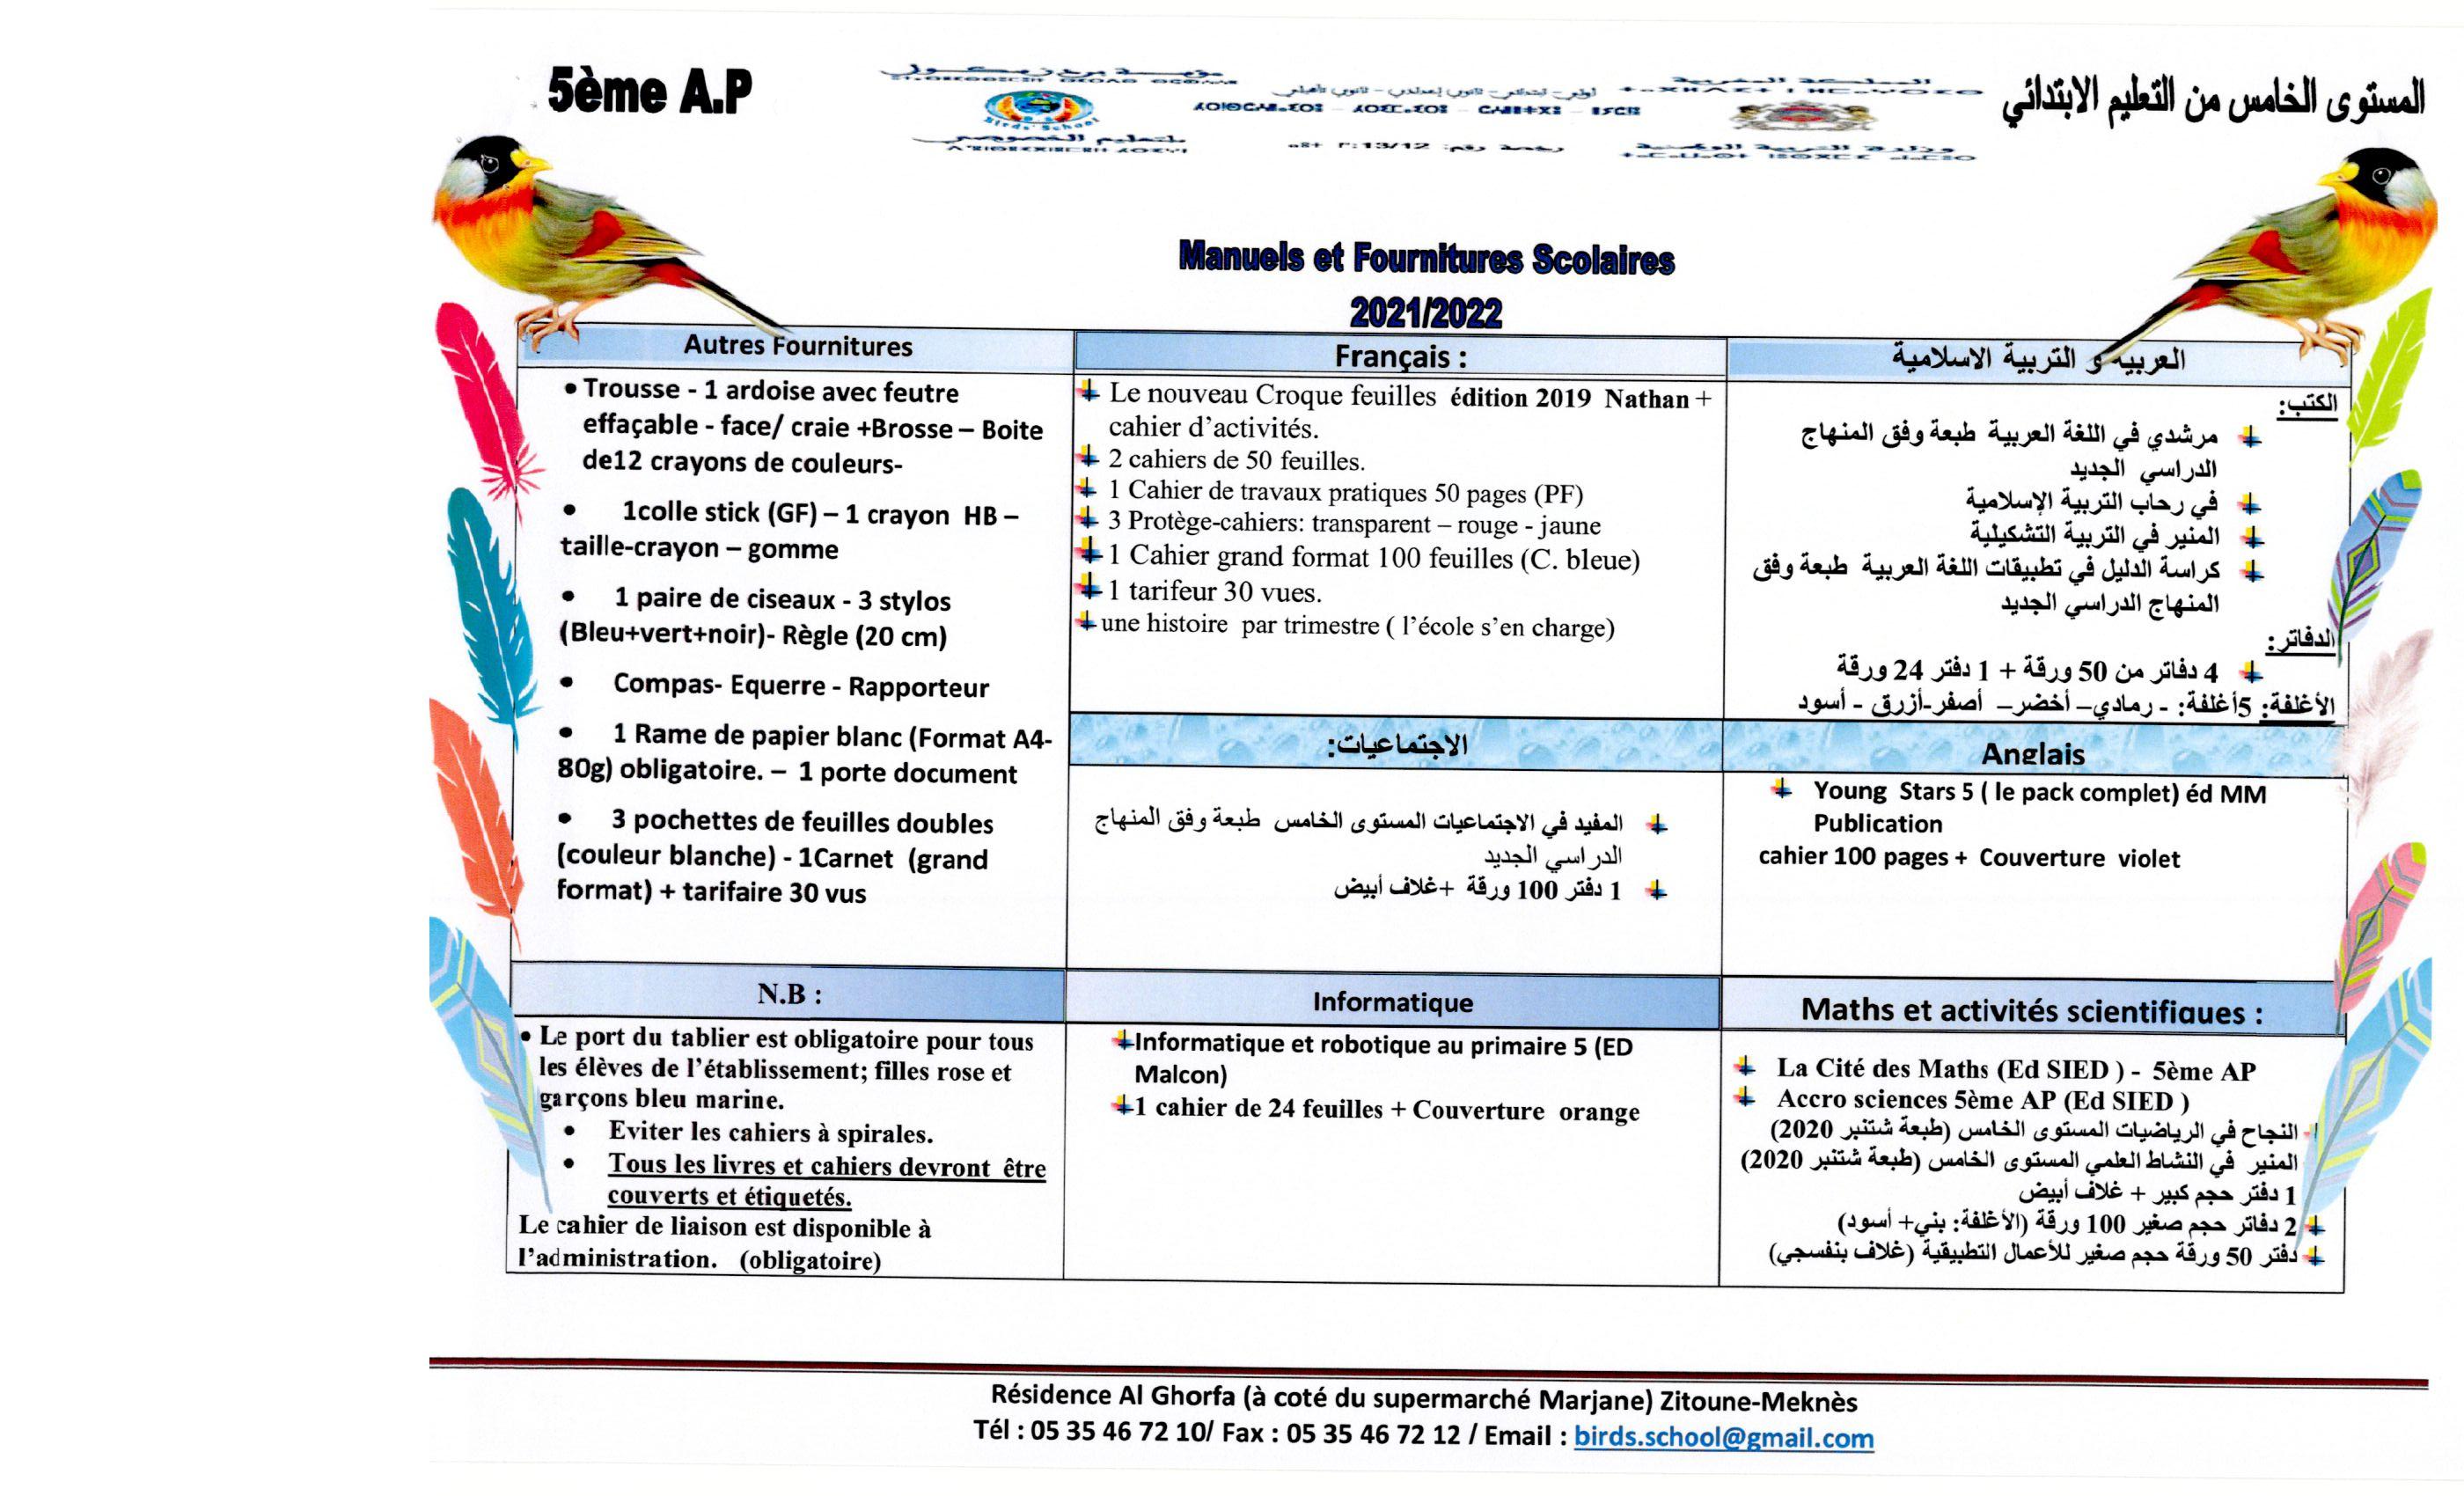 5ème A.P
المستوى الخامس من التعليم الابتدائي
مؤسسة بيردز سكول
Birds' School
للتعليم الخصوصي
أولي - ابتدائي - ثانوي إعدادي - ثانوي تأهيلي
رخصة رقم: 13/12
المملكة المغربية
وزارة التربية الوطنية
Manuels et Fournitures Scolaires
2021/2022
Autres Fournitures
• Trousse - 1 ardoise avec feutre
effaçable - face/ craie +Brosse – Boite
de12 crayons de couleurs-
• 1colle stick (GF) – 1 crayon HB –
taille-crayon – gomme
• 1 paire de ciseaux - 3 stylos
(Bleu+vert+noir)- Règle (20 cm)
• Compas- Equerre - Rapporteur
• 1 Rame de papier blanc (Format A4-
80g) obligatoire. – 1 porte document
• 3 pochettes de feuilles doubles
(couleur blanche) - 1Carnet (grand
format) + tarifaire 30 vus
Français :
Le nouveau Croque feuilles édition 2019 Nathan +
cahier d’activités.
2 cahiers de 50 feuilles.
1 Cahier de travaux pratiques 50 pages (PF)
3 Protège-cahiers: transparent – rouge - jaune
1 Cahier grand format 100 feuilles (C. bleue)
1 tarifeur 30 vues.
une histoire par trimestre ( l’école s’en charge)
العربية و التربية الاسلامية
الكتب:
مرشدي في اللغة العربية طبعة وفق المنهاج
الدراسي الجديد
في رحاب التربية الإسلامية
المنير في التربية التشكيلية
كراسة الدليل في تطبيقات اللغة العربية طبعة وفق
المنهاج الدراسي الجديد
الدفاتر:
4 دفاتر من 50 ورقة + 1 دفتر 24 ورقة
الأغلفة: 5أغلفة: - رمادي– أخضر– أصفر-أزرق - أسود
الاجتماعيات:
المفيد في الاجتماعيات المستوى الخامس طبعة وفق المنهاج
الدراسي الجديد
1 دفتر 100 ورقة +غلاف أبيض
Anglais
Young Stars 5 ( le pack complet) éd MM
Publication
cahier 100 pages + Couverture violet
N.B :
• Le port du tablier est obligatoire pour tous
les élèves de l’établissement; filles rose et
garçons bleu marine.
• Eviter les cahiers à spirales.
• Tous les livres et cahiers devront être
couverts et étiquetés.
Le cahier de liaison est disponible à
l’administration. (obligatoire)
Informatique
Informatique et robotique au primaire 5 (ED
Malcon)
1 cahier de 24 feuilles + Couverture orange
Maths et activités scientifiques :
La Cité des Maths (Ed SIED ) - 5ème AP
Accro sciences 5ème AP (Ed SIED )
النجاح في الرياضيات المستوى الخامس (طبعة شتنبر 2020)
المنير في النشاط العلمي المستوى الخامس (طبعة شتنبر 2020)
1 دفتر حجم كبير + غلاف أبيض
2 دفاتر حجم صغير 100 ورقة (الأغلفة: بني+ أسود)
دفتر 50 ورقة حجم صغير للأعمال التطبيقية (غلاف بنفسجي)
Résidence Al Ghorfa (à coté du supermarché Marjane) Zitoune-Meknès
Tél : 05 35 46 72 10/ Fax : 05 35 46 72 12 / Email : birds.school@gmail.com